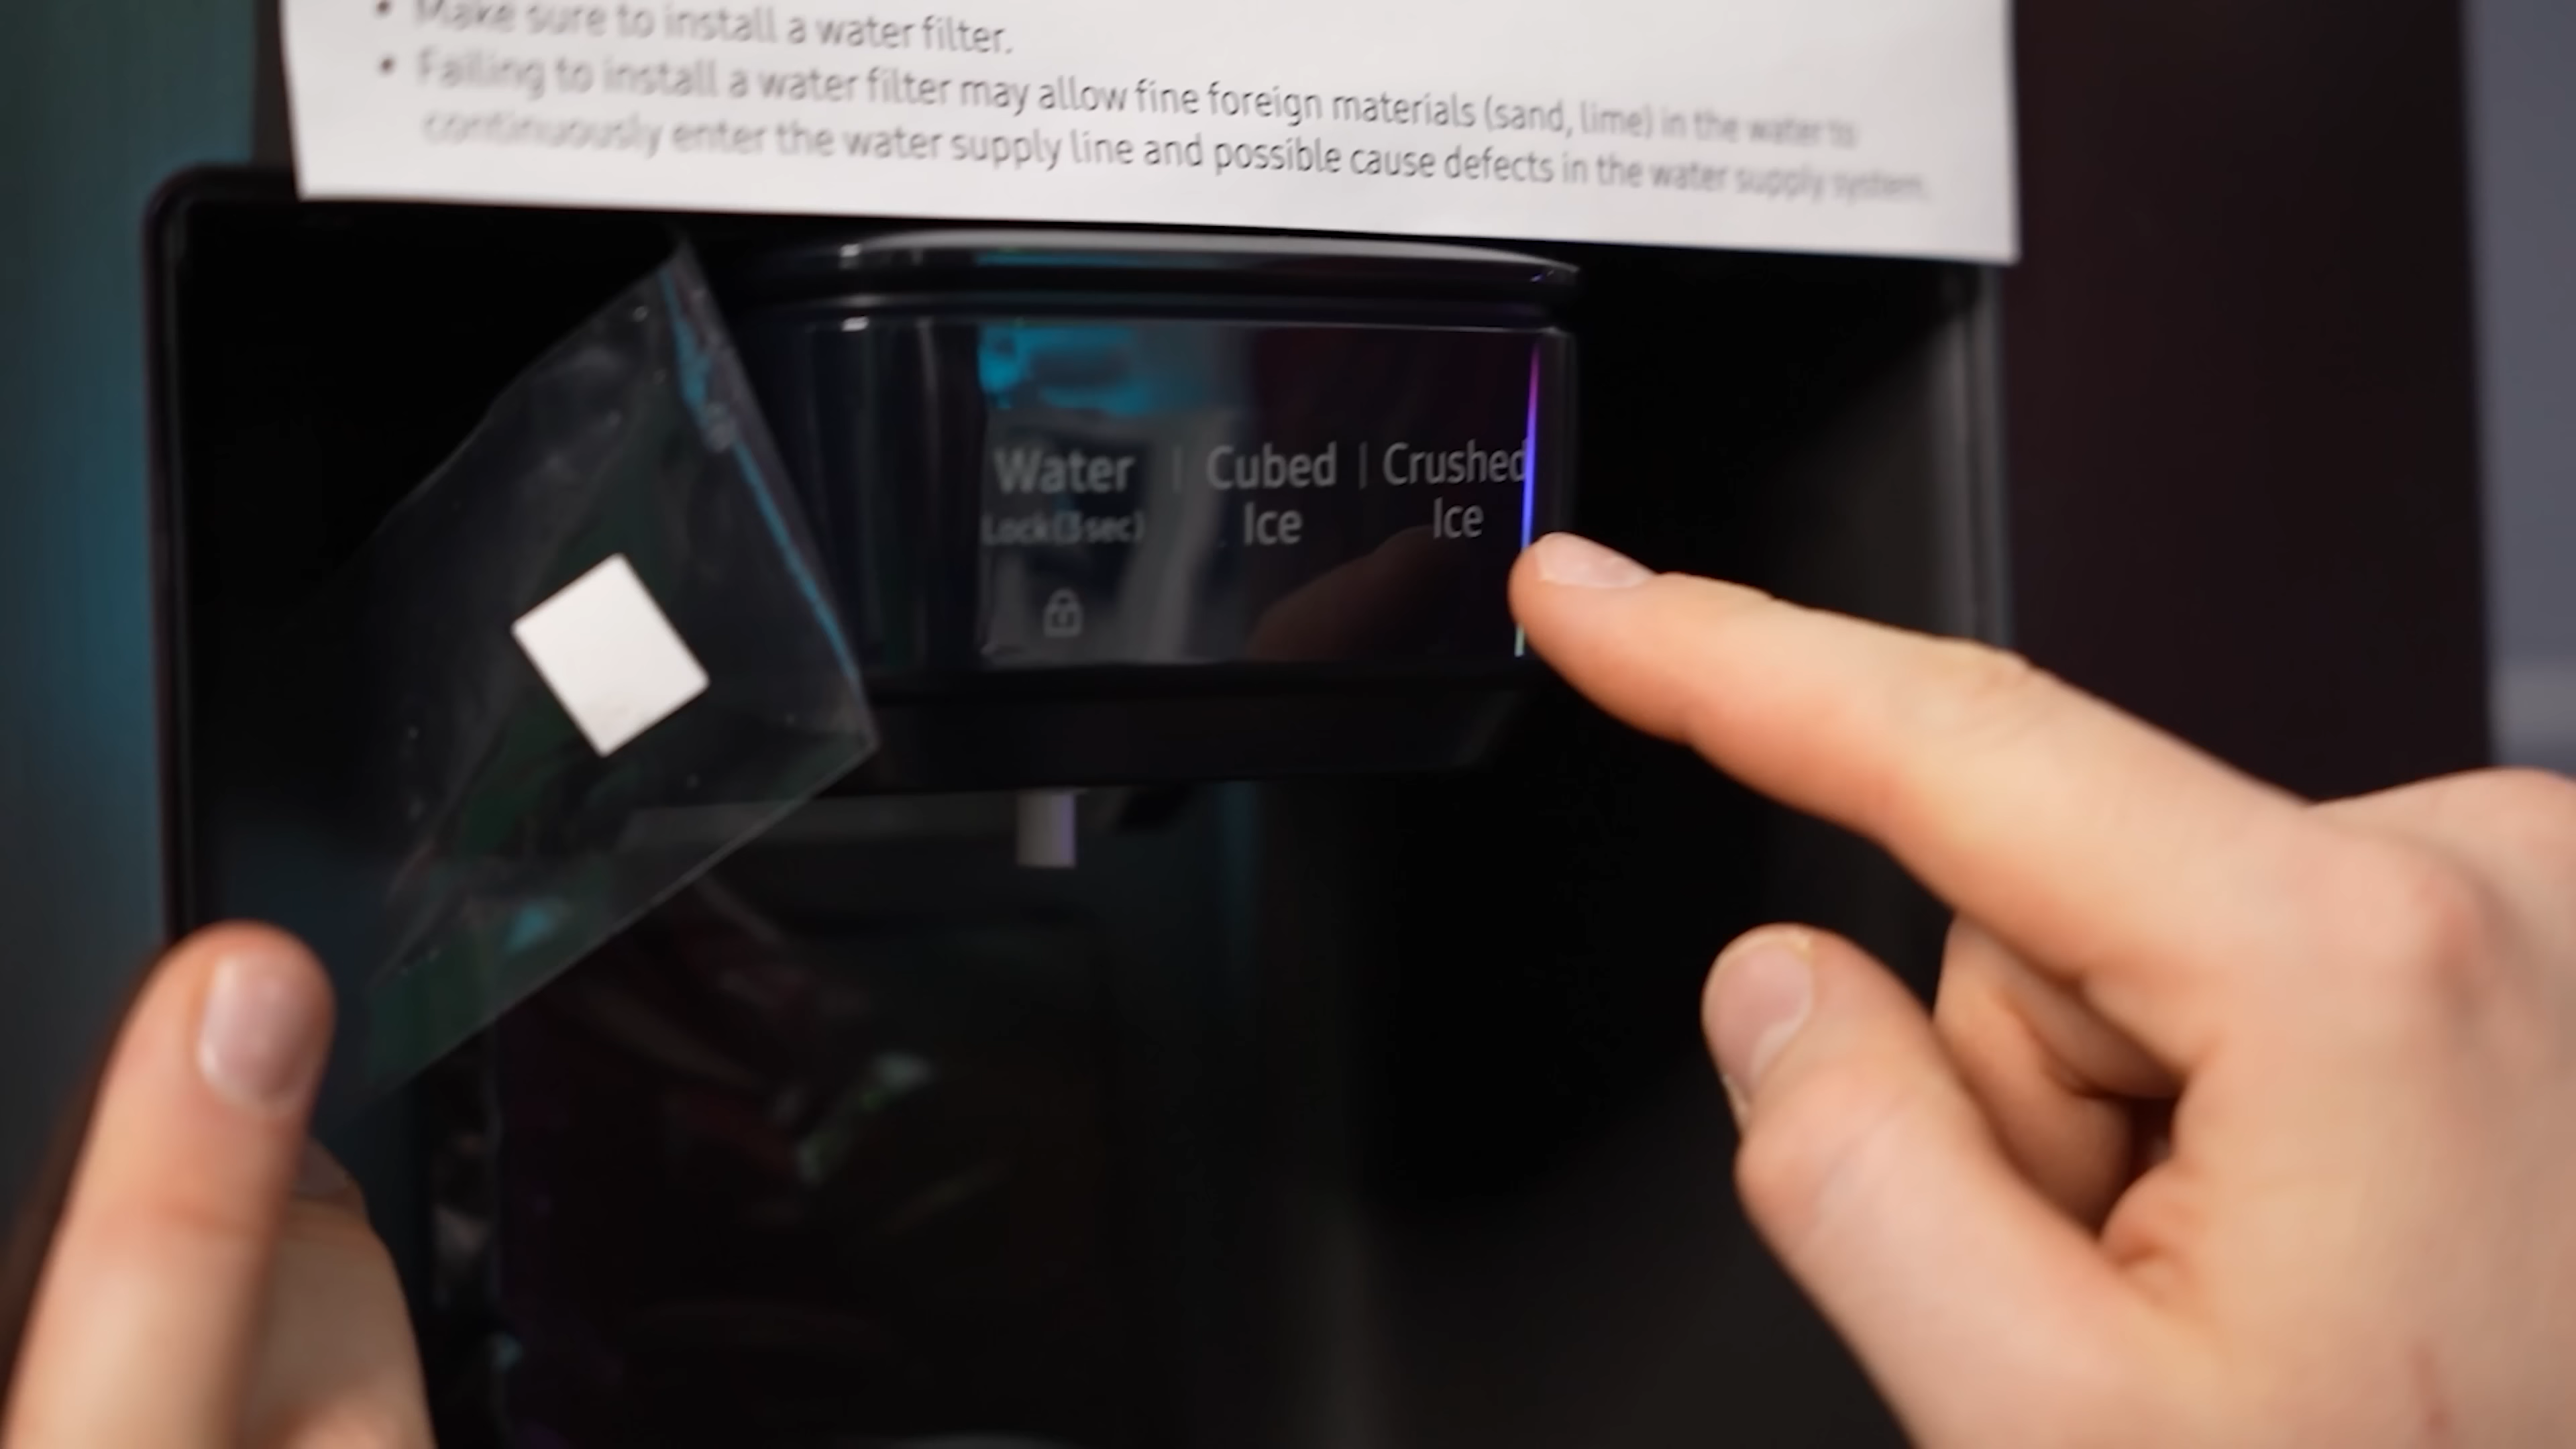 • Make sure to install a water filter.
• Failing to install a water filter may allow fine foreign materials (sand, lime) in the water to
continuously enter the water supply line and possible cause defects in the water supply system.
Water | Cubed | Crushed
Lock(3sec) Ice Ice